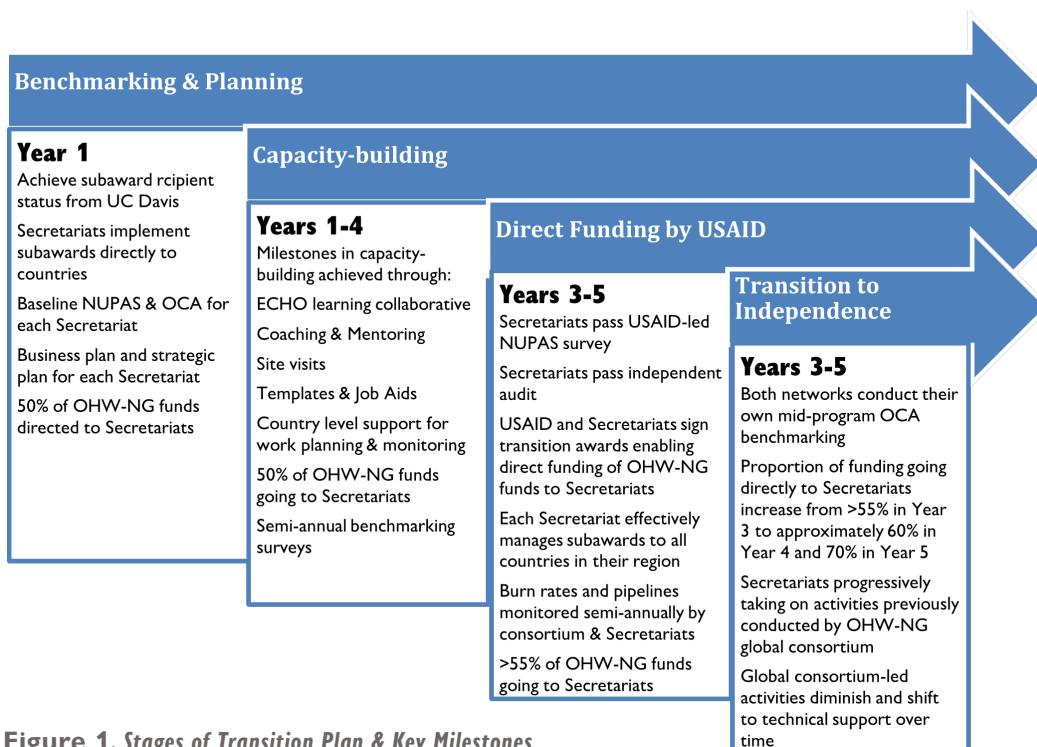 Benchmarking & Planning
Year 1
Achieve subaward rcipient
status from UC Davis
Secretariats implement
subawards directly to
countries
Baseline NUPAS & OCA for
each Secretariat
Business plan and strategic
plan for each Secretariat
50% of OHW-NG funds
directed to Secretariats
Capacity-building
Years 1-4
Milestones in capacity-
building achieved through:
ECHO learning collaborative
Coaching & Mentoring
Site visits
Templates & Job Aids
Country level support for
work planning & monitoring
50% of OHW-NG funds
going to Secretariats
Semi-annual benchmarking
surveys
Direct Funding by USAID
Years 3-5
Secretariats pass USAID-led
NUPAS survey
Secretariats pass independent
audit
USAID and Secretariats sign
transition awards enabling
direct funding of OHW-NG
funds to Secretariats
Each Secretariat effectively
manages subawards to all
countries in their region
Burn rates and pipelines
monitored semi-annually by
consortium & Secretariats
>55% of OHW-NG funds
going to Secretariats
Transition to
Independence
Years 3-5
Both networks conduct their
own mid-program OCA
benchmarking
Proportion of funding going
directly to Secretariats
increase from >55% in Year
3 to approximately 60% in
Year 4 and 70% in Year 5
Secretariats progressively
taking on activities previously
conducted by OHW-NG
global consortium
Global consortium-led
activities diminish and shift
to technical support over
time
Figure 1. Stages of Transition Plan & Key Milestones